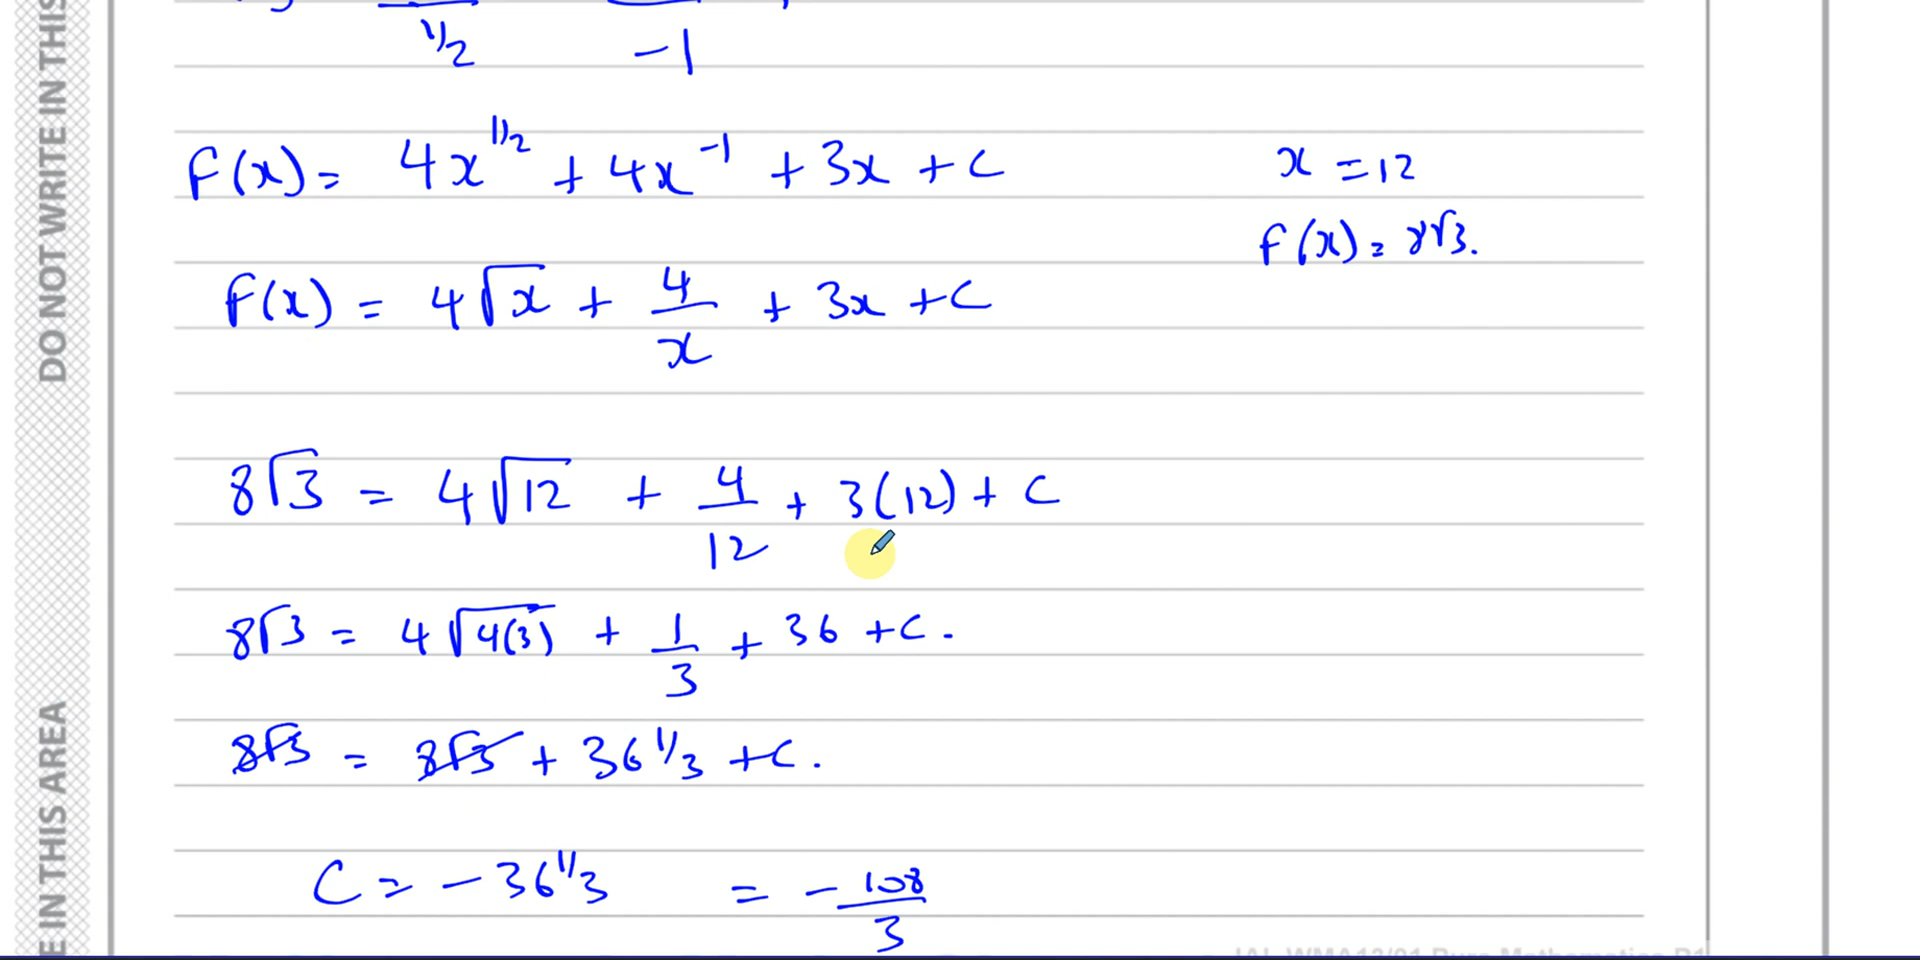 1/2 -1
f(x) = 4x^{1/2} + 4x^{-1} + 3x + c
x = 12
f(x) = 8√3.
f(x) = 4√x + 4/x + 3x + c
8√3 = 4√12 + 4/12 + 3(12) + c
8√3 = 4√4(3) + 1/3 + 36 + c.
8√3 = 8√3 + 36 1/3 + c.
C = -36 1/3 = - 108/3
DO NOT WRITE IN THIS
E IN THIS AREA